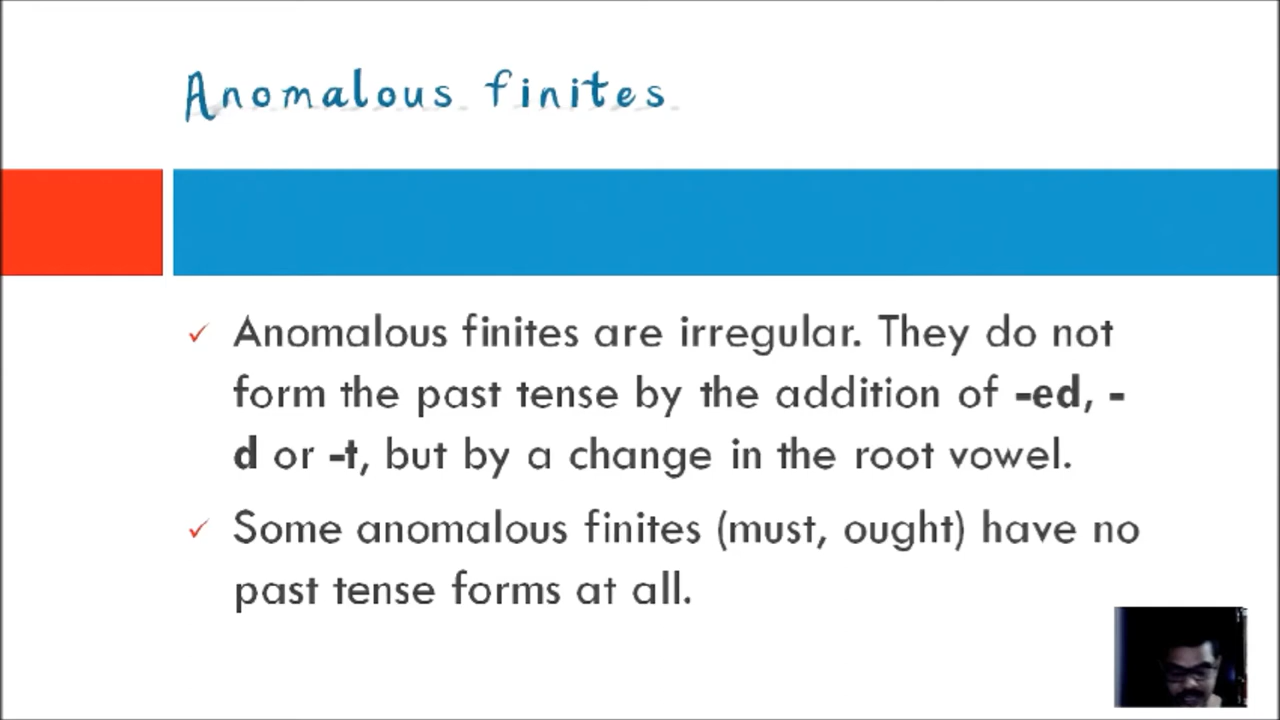 Anomalous finites
Anomalous finites are irregular. They do not
form the past tense by the addition of -ed, -
d or -t, but by a change in the root vowel.
Some anomalous finites (must, ought) have no
past tense forms at all.